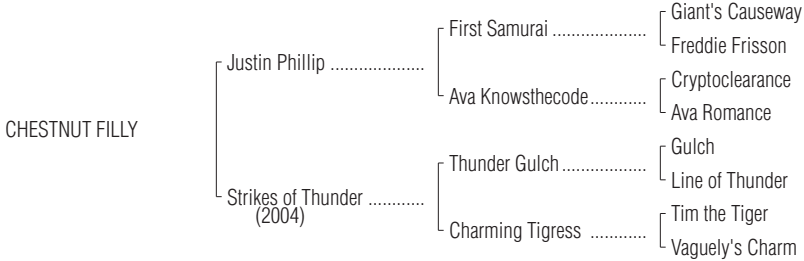 Giant's Causeway
First Samurai .....................
Freddie Frisson
Justin Phillip .....................
Cryptoclearance
Ava Knowsthecode............
Ava Romance
CHESTNUT FILLY
Gulch
Thunder Gulch...................
Line of Thunder
Strikes of Thunder ............
(2004)
Tim the Tiger
Charming Tigress ............
Vaguely's Charm